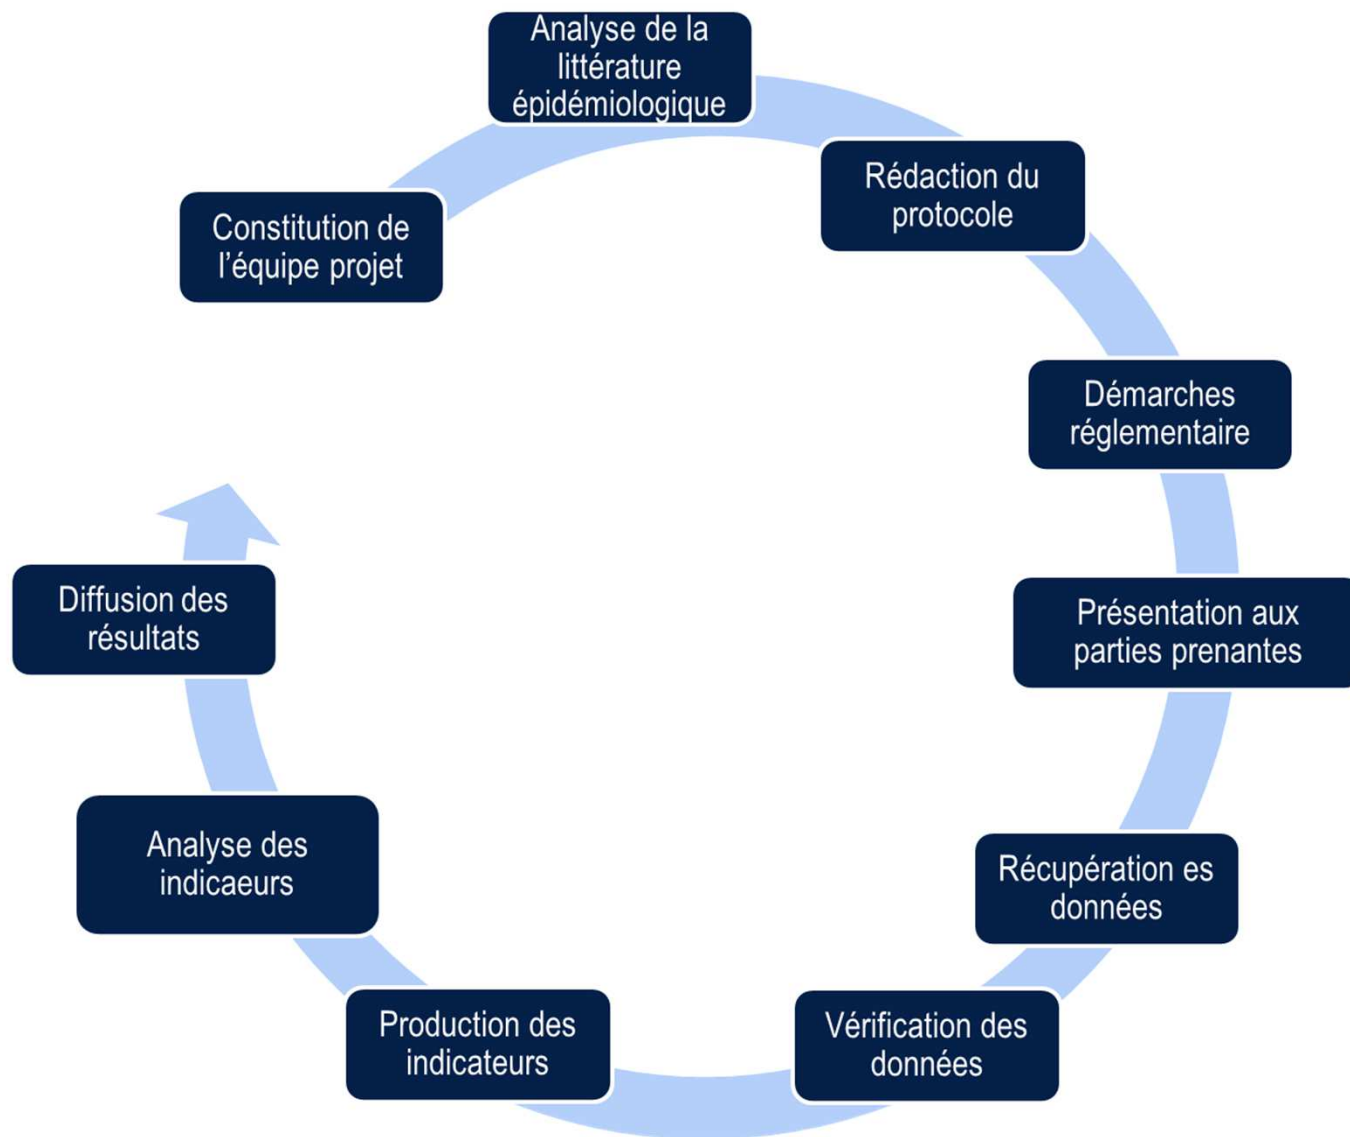 Analyse de la
littérature
épidémiologique
Rédaction du
protocole
Constitution de
l'équipe projet
Démarches
réglementaire
Présentation aux
parties prenantes
Récupération es
données
Vérification des
données
Production des
indicateurs
Analyse des
indicaeurs
Diffusion des
résultats